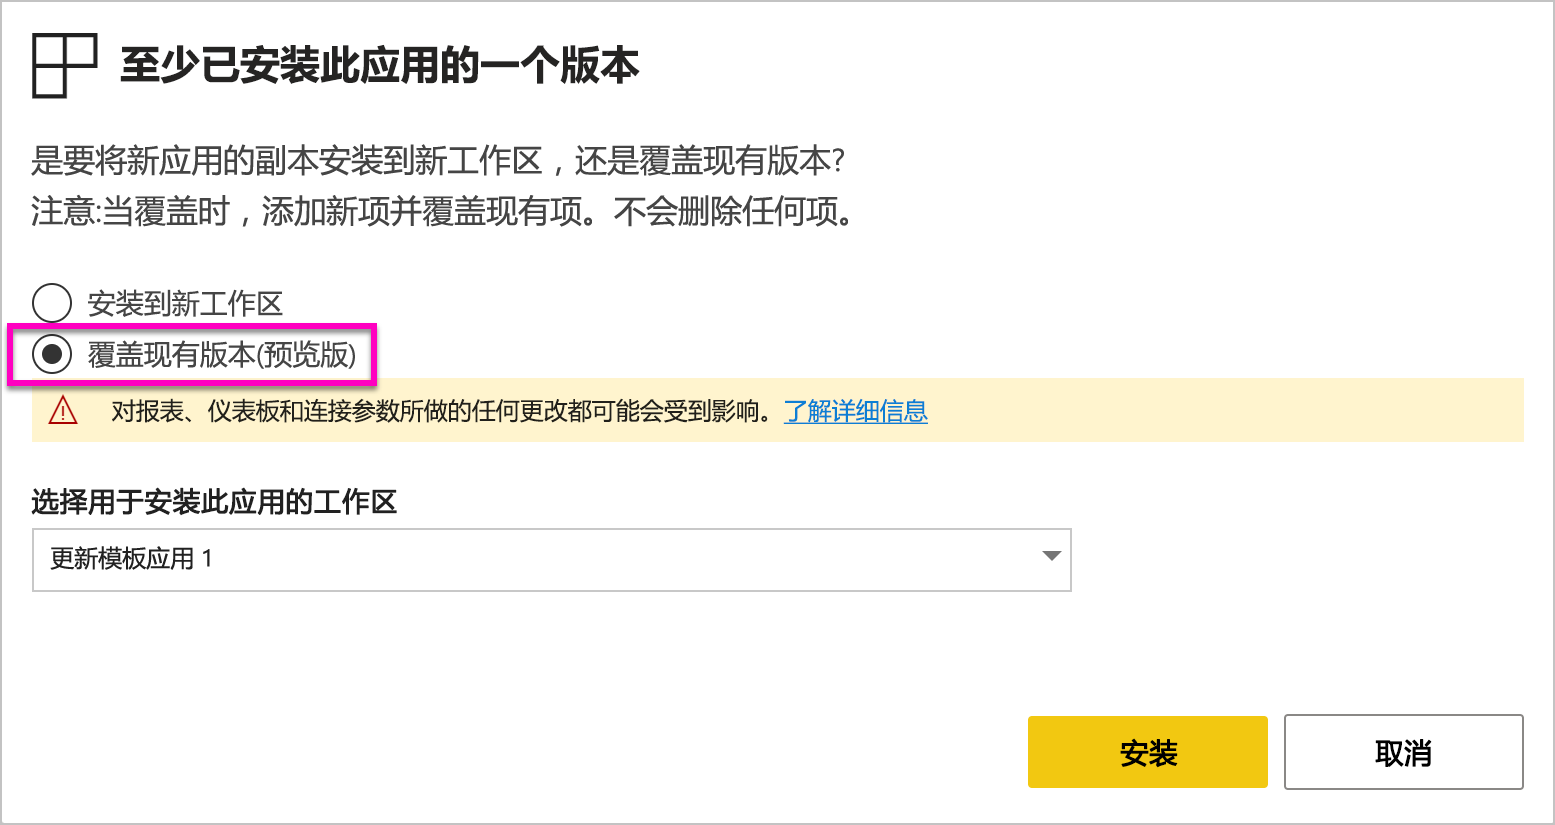 至少已安装此应用的一个版本
是要将新应用的副本安装到新工作区，还是覆盖现有版本?
注意:当覆盖时，添加新项并覆盖现有项。不会删除任何项。
安装到新工作区
覆盖现有版本(预览版)
对报表、仪表板和连接参数所做的任何更改都可能会受到影响。了解详细信息
选择用于安装此应用的工作区
更新模板应用 1
安装
取消